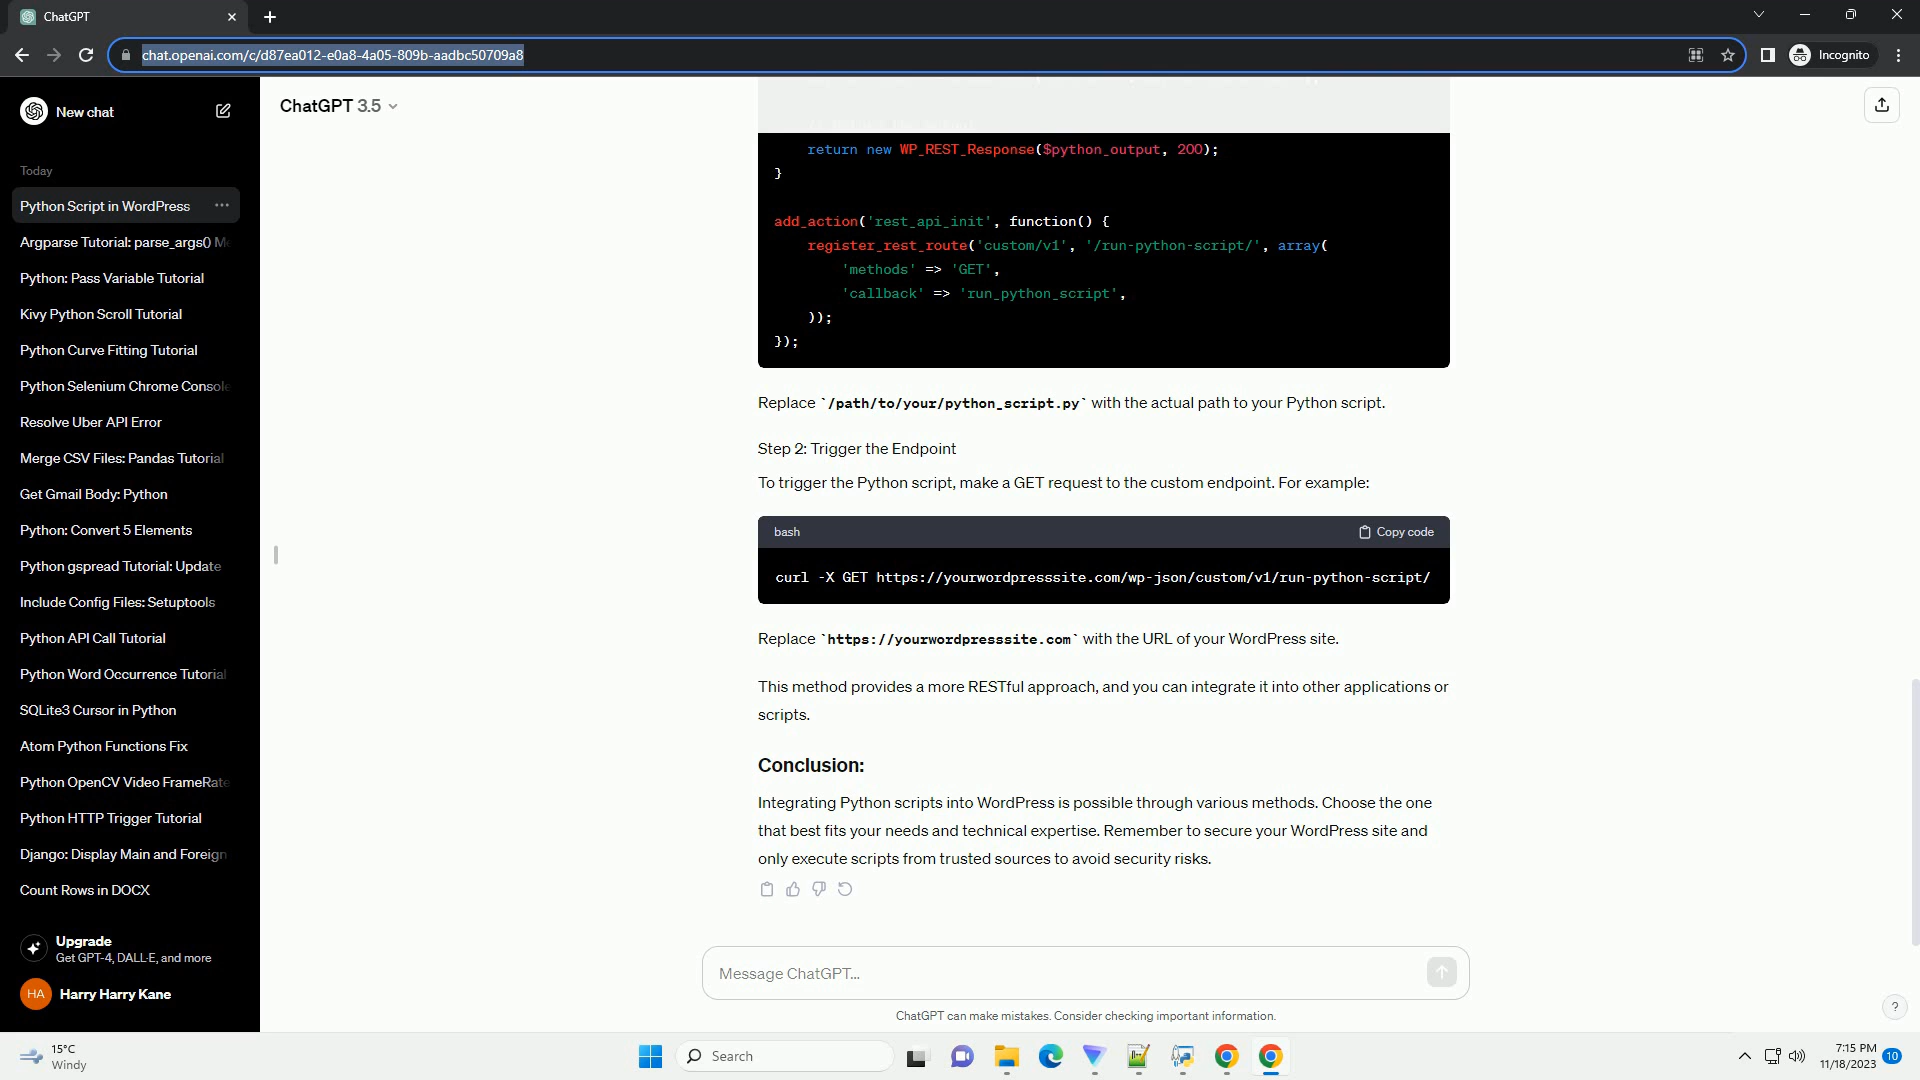 ChatGPT
chat.openai.com/c/d87ea012-e0a8-4a05-809b-aadbc50709a8
Incognito
New chat
Today
Python Script in WordPress
Argparse Tutorial: parse_args() Me
Python: Pass Variable Tutorial
Kivy Python Scroll Tutorial
Python Curve Fitting Tutorial
Python Selenium Chrome Console
Resolve Uber API Error
Merge CSV Files: Pandas Tutorial
Get Gmail Body: Python
Python: Convert 5 Elements
Python gspread Tutorial: Update
Include Config Files: Setuptools
Python API Call Tutorial
Python Word Occurrence Tutorial
SQLite3 Cursor in Python
Atom Python Functions Fix
Python OpenCV Video FrameRate
Python HTTP Trigger Tutorial
Django: Display Main and Foreign
Count Rows in DOCX
Upgrade
Get GPT-4, DALL·E, and more
HA Harry Harry Kane
ChatGPT 3.5
return new WP_REST_Response($python_output, 200);
}
add_action('rest_api_init', function() {
register_rest_route('custom/v1', '/run-python-script/', array(
'methods' => 'GET',
'callback' => 'run_python_script',
));
});
Replace `/path/to/your/python_script.py` with the actual path to your Python script.
Step 2: Trigger the Endpoint
To trigger the Python script, make a GET request to the custom endpoint. For example:
bash
Copy code
curl -X GET https://yourwordpresssite.com/wp-json/custom/v1/run-python-script/
Replace `https://yourwordpresssite.com` with the URL of your WordPress site.
This method provides a more RESTful approach, and you can integrate it into other applications or
scripts.
Conclusion:
Integrating Python scripts into WordPress is possible through various methods. Choose the one
that best fits your needs and technical expertise. Remember to secure your WordPress site and
only execute scripts from trusted sources to avoid security risks.
Message ChatGPT...
ChatGPT can make mistakes. Consider checking important information.
?
15°C
Windy
Search
7:15 PM
11/18/2023
10